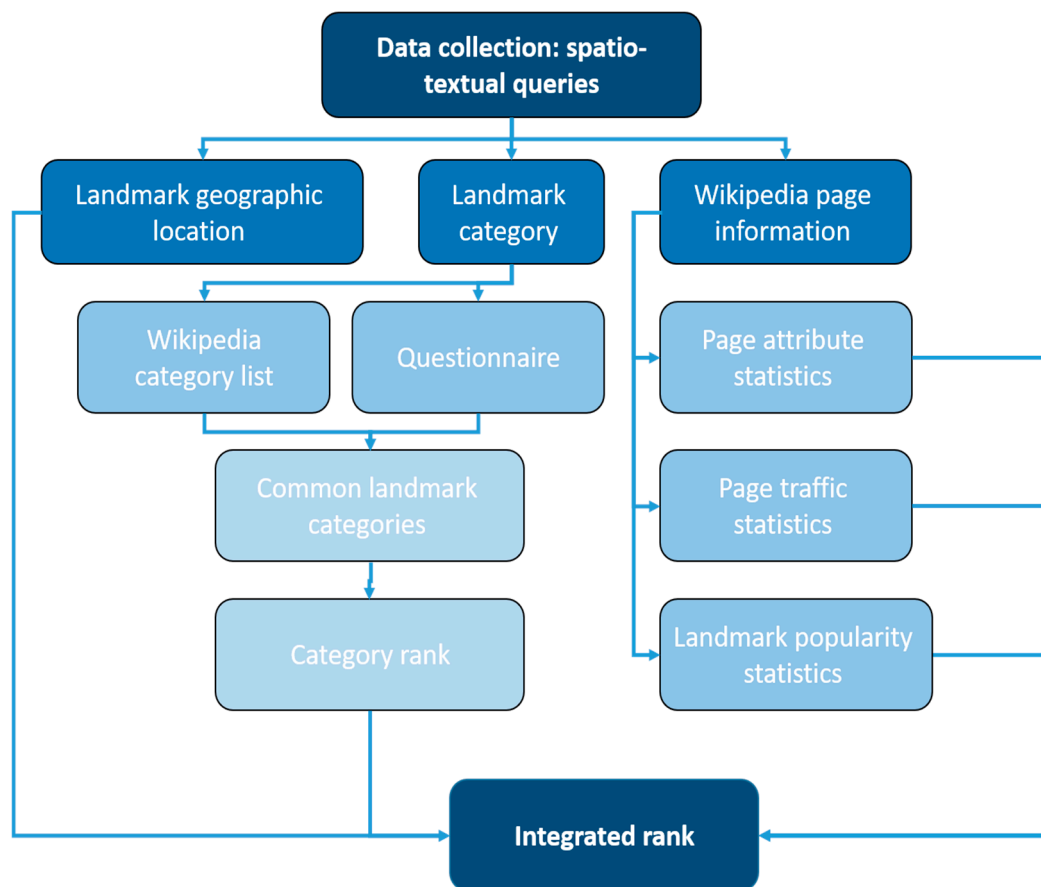 Data collection: spatio-
textual queries
Landmark geographic
location
Landmark
category
Wikipedia page
information
Wikipedia
category list
Questionnaire
Page attribute
statistics
Common landmark
categories
Page traffic
statistics
Category rank
Landmark popularity
statistics
Integrated rank